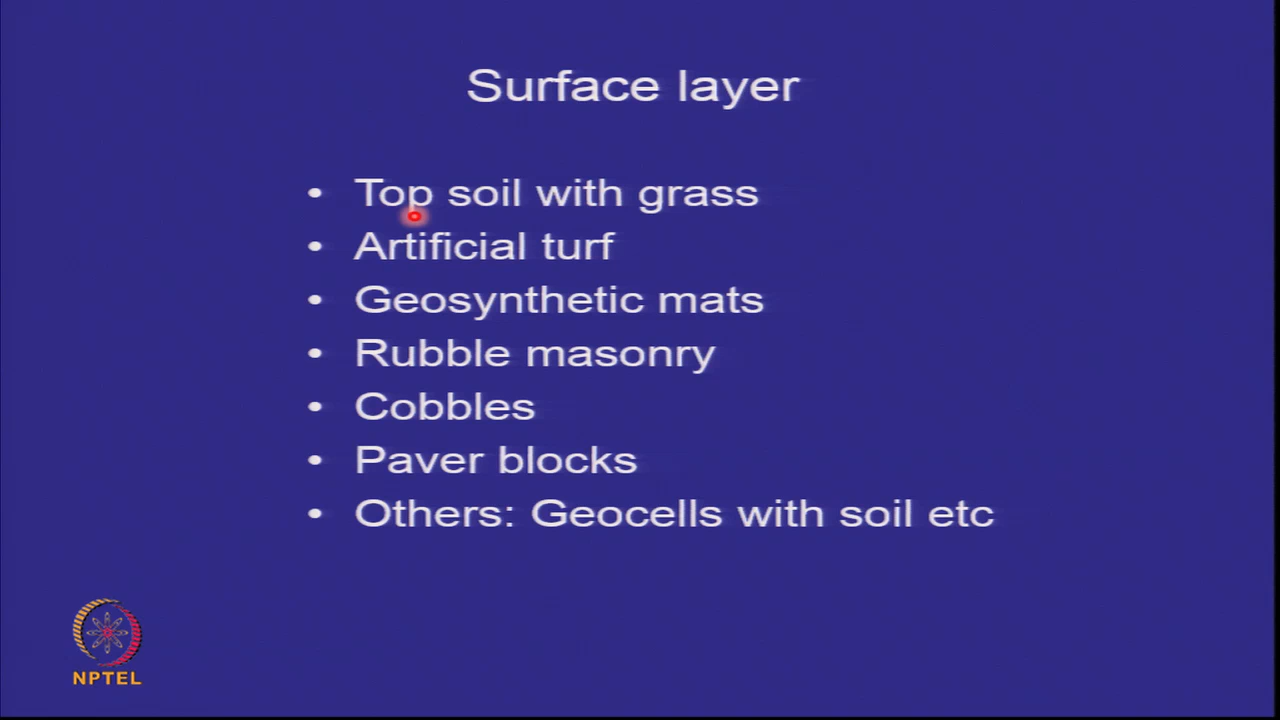 Surface layer
• Top soil with grass
• Artificial turf
• Geosynthetic mats
• Rubble masonry
• Cobbles
• Paver blocks
• Others: Geocells with soil etc
NPTEL